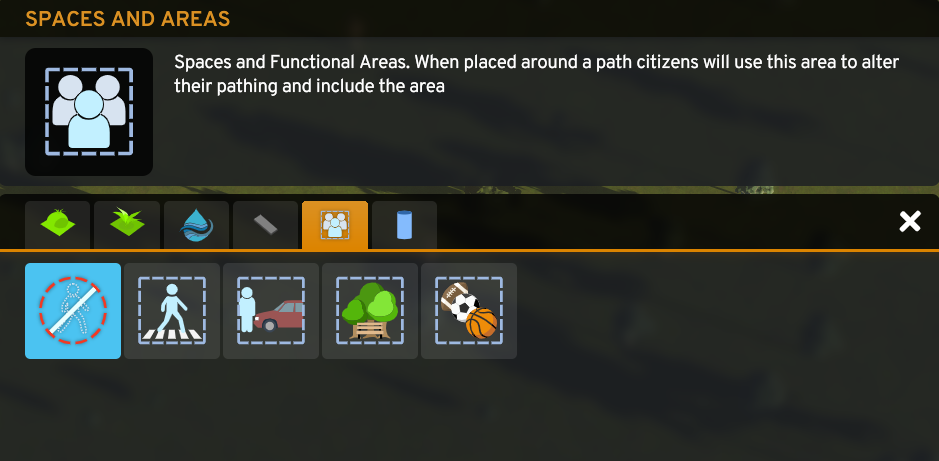 SPACES AND AREAS
Spaces and Functional Areas. When placed around a path citizens will use this area to alter
their pathing and include the area